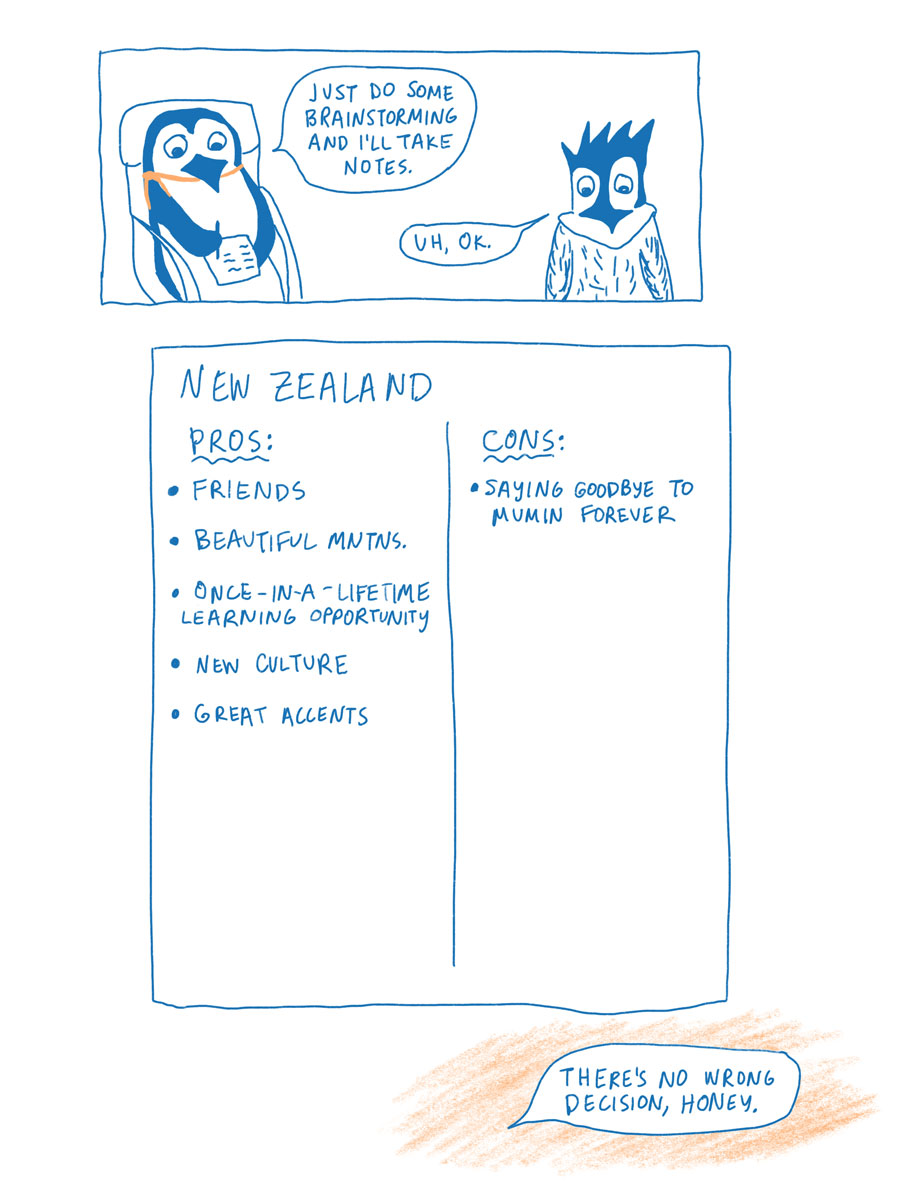 JUST DO SOME
BRAINSTORMING
AND I'LL TAKE
NOTES.
UH, OK.
NEW ZEALAND
PROS:
• FRIENDS
• BEAUTIFUL MNTNS.
• ONCE-IN-A-LIFETIME
LEARNING OPPORTUNITY
• NEW CULTURE
• GREAT ACCENTS
CONS:
• SAYING GOODBYE TO
MUMIN FOREVER
THERE'S NO WRONG
DECISION, HONEY.